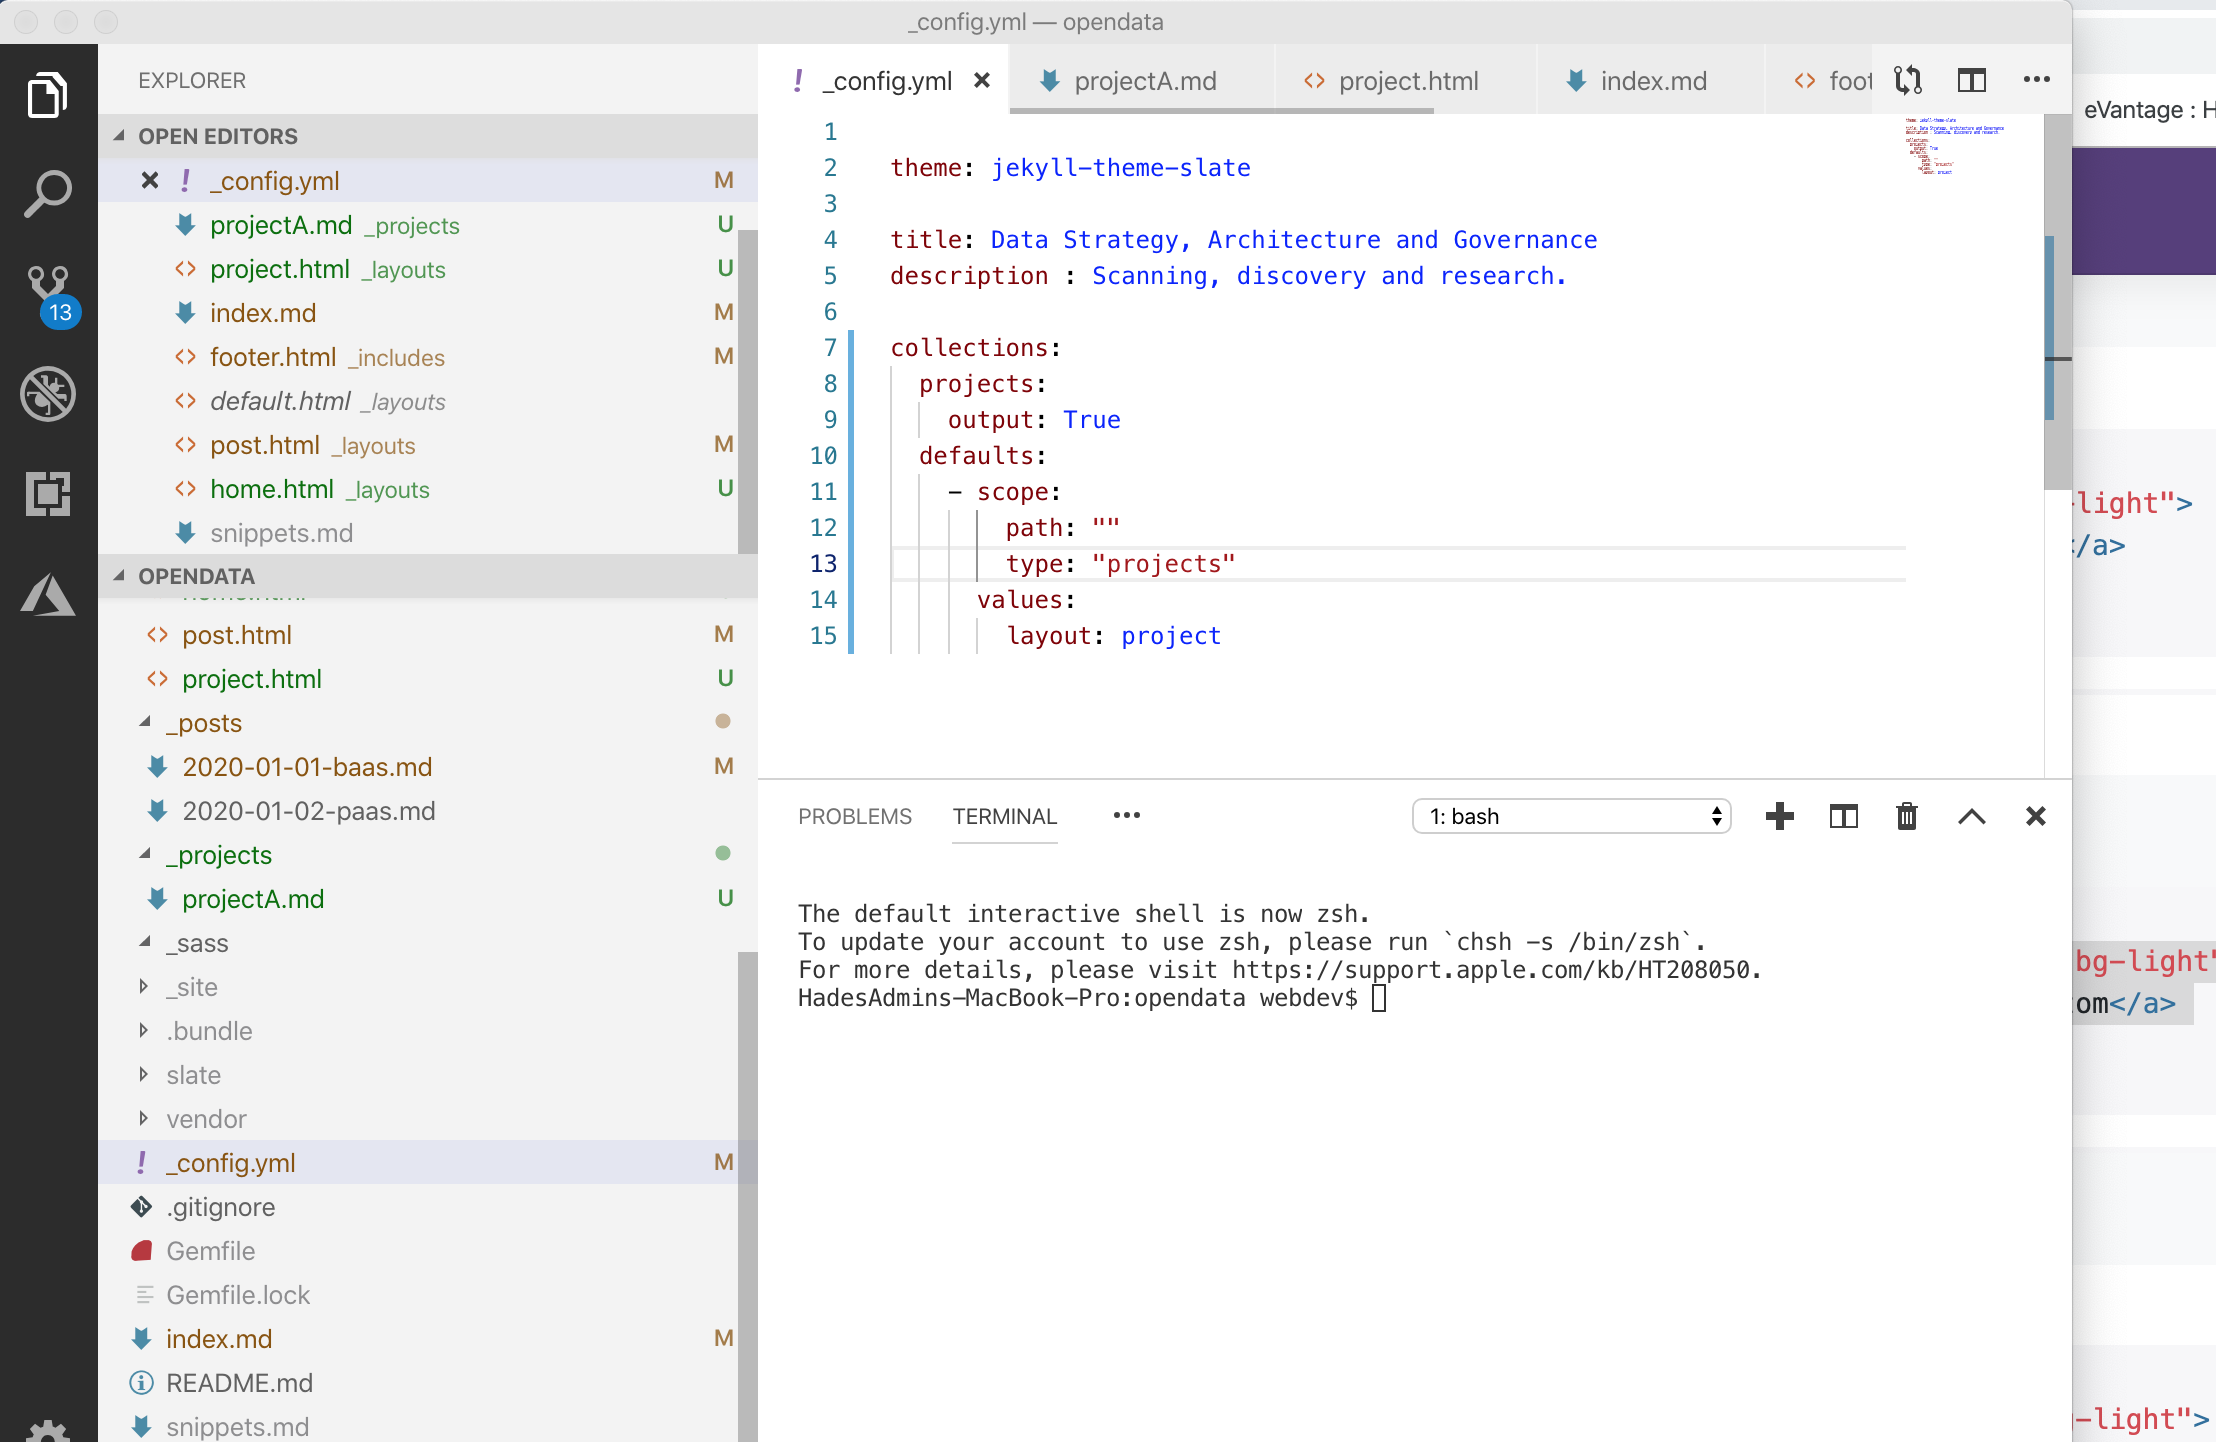 _config.yml — opendata
EXPLORER
OPEN EDITORS
_config.yml M
projectA.md _projects U
project.html _layouts U
index.md M
footer.html _includes M
default.html _layouts
post.html _layouts M
home.html _layouts U
snippets.md
13
OPENDATA
home.html
post.html M
project.html U
_posts
2020-01-01-baas.md M
2020-01-02-paas.md
_projects
projectA.md U
_sass
_site
.bundle
slate
vendor
_config.yml M
.gitignore
Gemfile
Gemfile.lock
index.md M
README.md
snippets.md
_config.yml projectA.md project.html index.md foot
1
2 theme: jekyll-theme-slate
3
4 title: Data Strategy, Architecture and Governance
5 description : Scanning, discovery and research.
6
7 collections:
8 projects:
9 output: True
10 defaults:
11 - scope:
12 path: ""
13 type: "projects"
14 values:
15 layout: project
PROBLEMS TERMINAL
1: bash
The default interactive shell is now zsh.
To update your account to use zsh, please run `chsh -s /bin/zsh`.
For more details, please visit https://support.apple.com/kb/HT208050.
HadesAdmins-MacBook-Pro:opendata webdev$
eVantage : H
-light">
</a>
bg-light"
om</a>
-light">